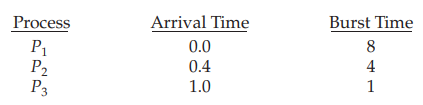 Process Arrival Time Burst Time
P1 0.0 8
P2 0.4 4
P3 1.0 1